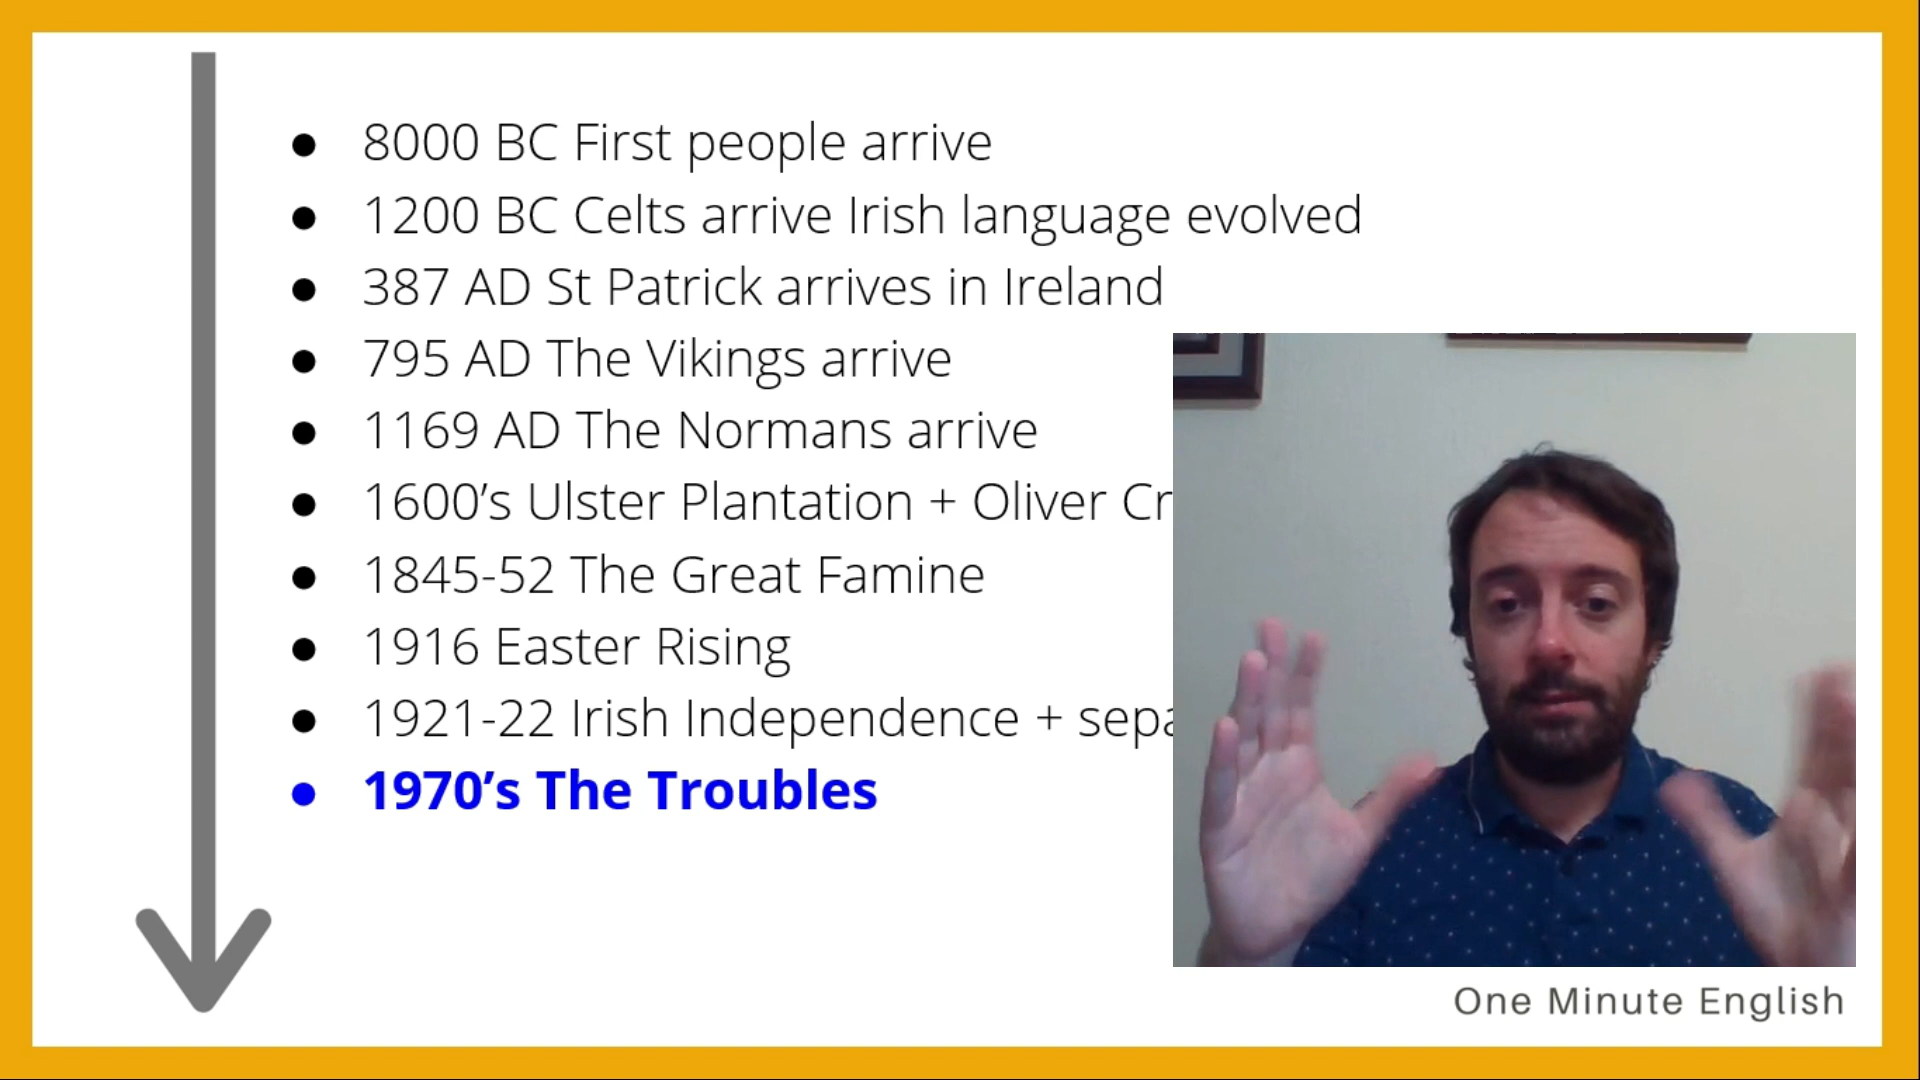 ● 8000 BC First people arrive
● 1200 BC Celts arrive Irish language evolved
● 387 AD St Patrick arrives in Ireland
● 795 AD The Vikings arrive
● 1169 AD The Normans arrive
● 1600’s Ulster Plantation + Oliver Cr
● 1845-52 The Great Famine
● 1916 Easter Rising
● 1921-22 Irish Independence + sepa
● 1970’s The Troubles
One Minute English